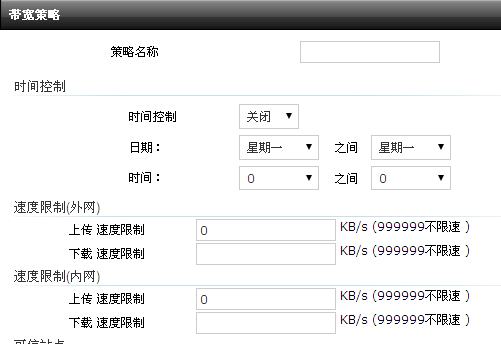 带宽策略
策略名称
时间控制
时间控制 关闭
日期： 星期一 之间 星期一
时间： 0 之间 0
速度限制(外网)
上传 速度限制 0 KB/s (999999不限速 )
下载 速度限制 KB/s (999999不限速 )
速度限制(内网)
上传 速度限制 0 KB/s (999999不限速 )
下载 速度限制 KB/s (999999不限速 )
可信站点